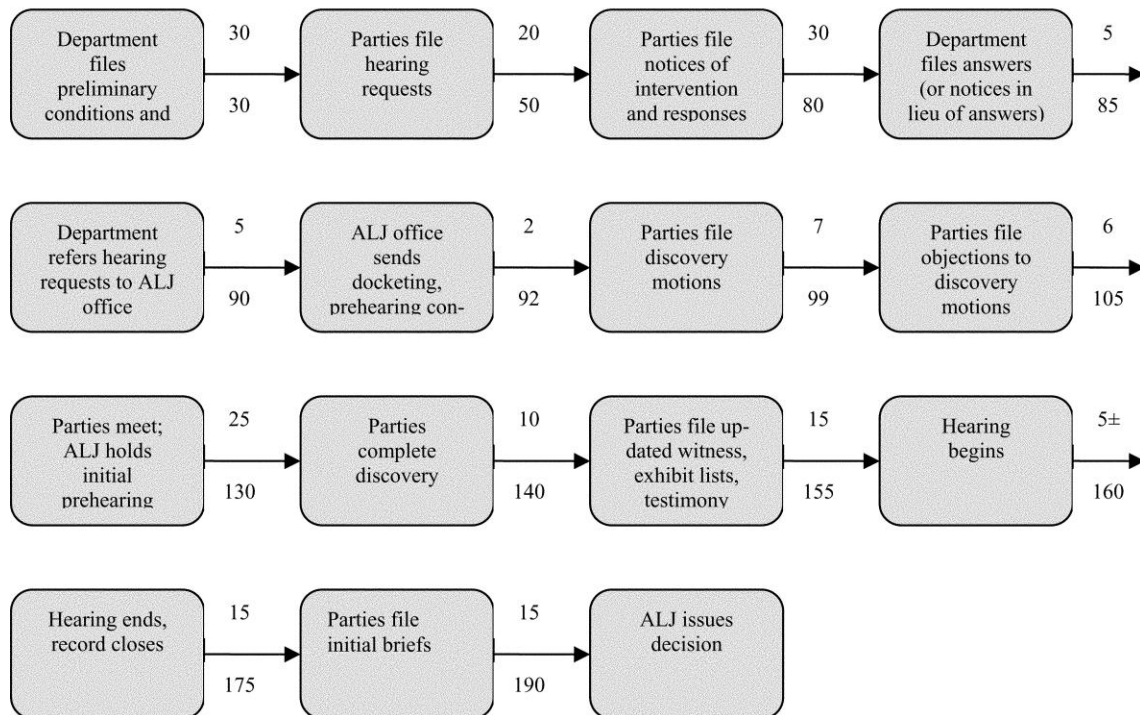 Department
files
preliminary
conditions and
30
30
Parties file
hearing
requests
20
50
Parties file
notices of
intervention
and responses
30
80
Department
files answers
(or notices in
lieu of answers)
5
85
Department
refers hearing
requests to ALJ
office
5
90
ALJ office
sends
docketing,
prehearing con-
2
92
Parties file
discovery
motions
7
99
Parties file
objections to
discovery
motions
6
105
Parties meet;
ALJ holds
initial
prehearing
25
130
Parties
complete
discovery
10
140
Parties file up-
dated witness,
exhibit lists,
testimony
15
155
Hearing
begins
5±
160
Hearing ends,
record closes
15
175
Parties file
initial briefs
15
190
ALJ issues
decision